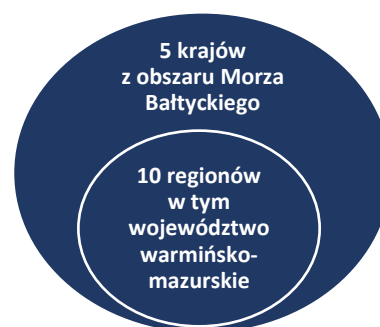 5 krajów
z obszaru Morza
Bałtyckiego
10 regionów
w tym
województwo
warmińsko-
mazurskie